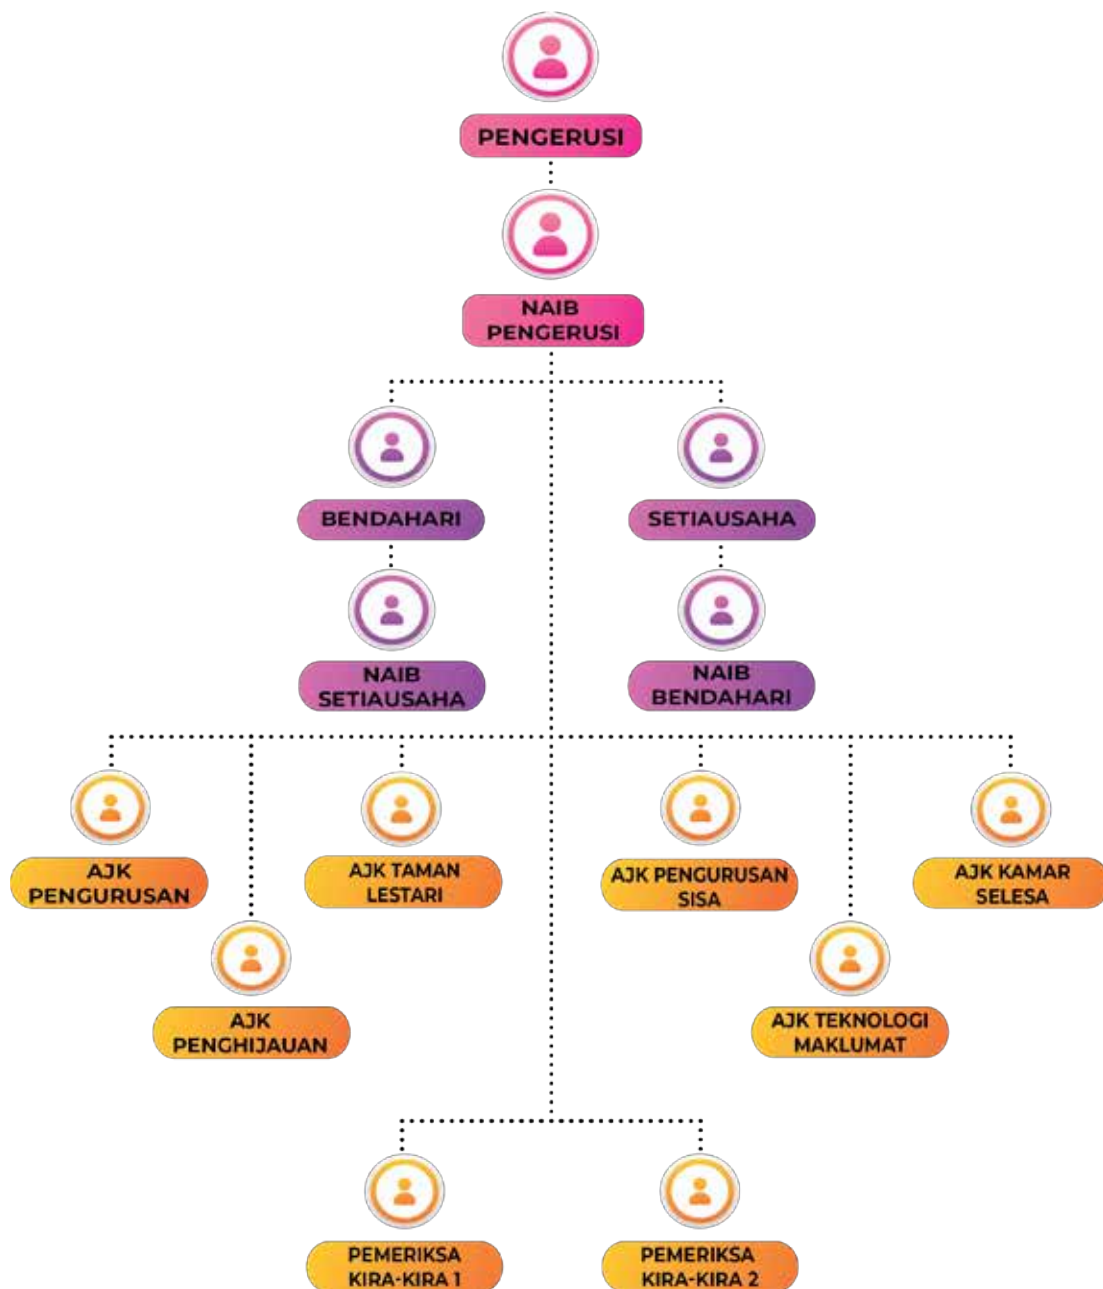 PENGERUSI
NAIB
PENGERUSI
BENDAHARI
SETIAUSAHA
NAIB
SETIAUSAHA
NAIB
BENDAHARI
AJK
PENGURUSAN
AJK TAMAN
LESTARI
AJK PENGURUSAN
SISA
AJK KAMAR
SELESA
AJK
PENGHIJAUAN
AJK TEKNOLOGI
MAKLUMAT
PEMERIKSA
KIRA-KIRA 1
PEMERIKSA
KIRA-KIRA 2